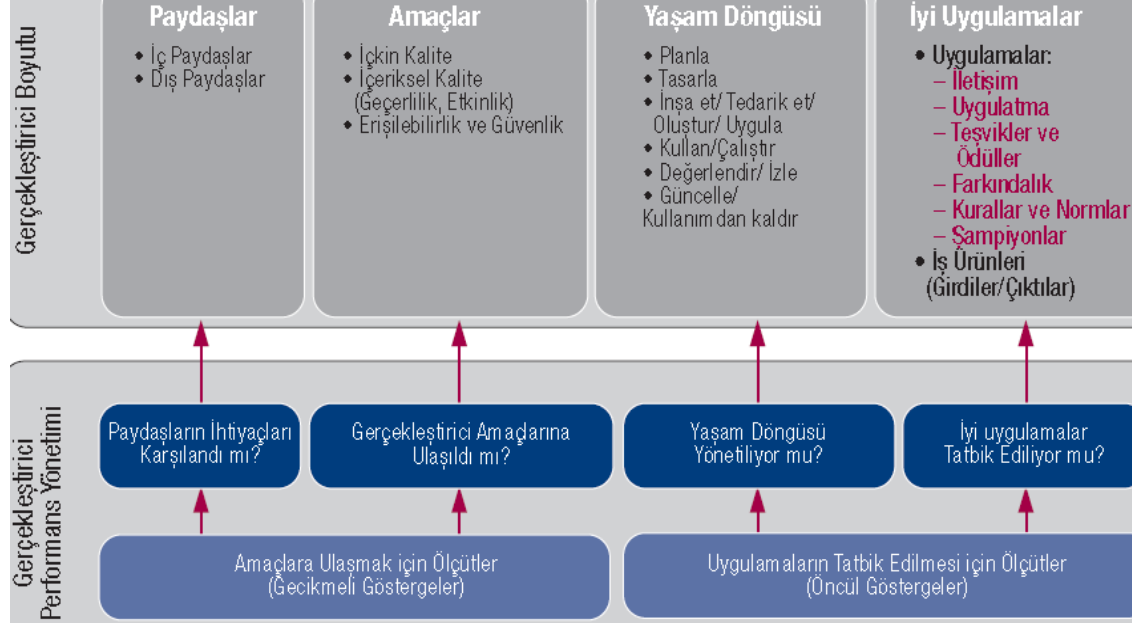 Gerçekleştirici Boyutu
Paydaşlar
• İç Paydaşlar
• Dış Paydaşlar
Amaçlar
• İçkin Kalite
• İçeriksel Kalite
(Geçerlilik, Etkinlik)
• Erişilebilirlik ve Güvenlik
Yaşam Döngüsü
• Planla
• Tasarla
• İnşa et/ Tedarik et/
Oluştur/ Uygula
• Kullan/Çalıştır
• Değerlendir/ İzle
• Güncelle/
Kullanımdan kaldır
İyi Uygulamalar
• Uygulamalar:
– İletişim
– Uygulatma
– Teşvikler ve
Ödüller
– Farkındalık
– Kurallar ve Normlar
– Şampiyonlar
• İş Ürünleri
(Girdiler/Çıktılar)
Gerçekleştirici
Performans Yönetimi
Paydaşların İhtiyaçları
Karşılandı mı?
Gerçekleştirici Amaçlarına
Ulaşıldı mı?
Yaşam Döngüsü
Yönetiliyor mu?
İyi uygulamalar
Tatbik Ediliyor mu?
Amaçlara Ulaşmak için Ölçütler
(Gecikmeli Göstergeler)
Uygulamaların Tatbik Edilmesi için Ölçütler
(Öncül Göstergeler)